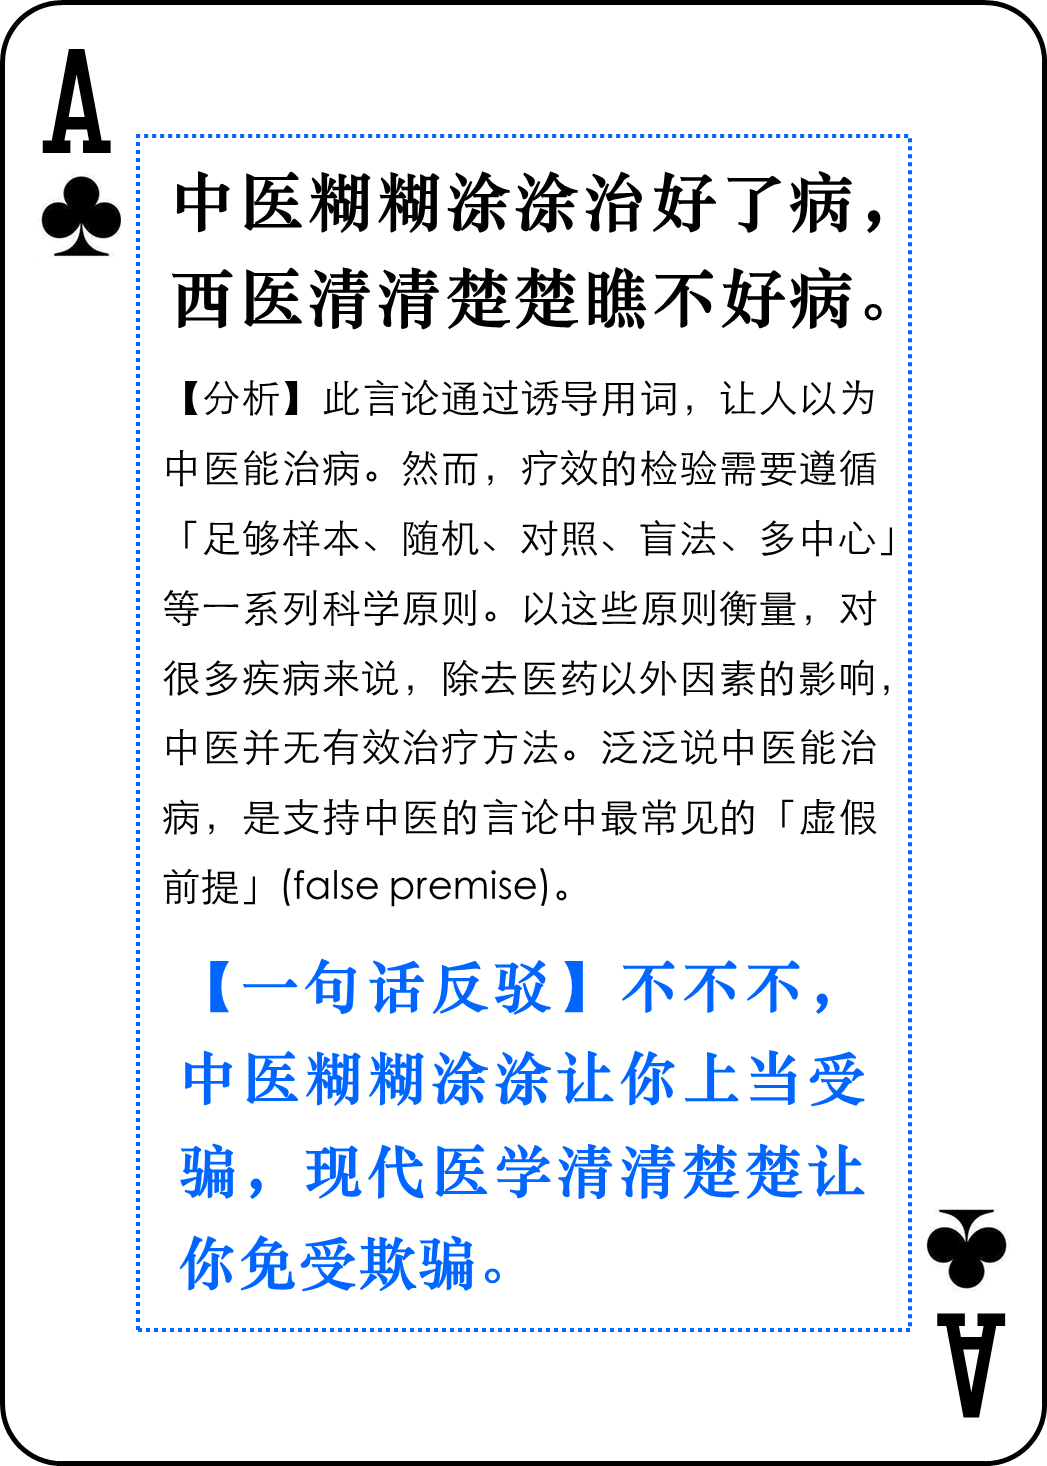 A
中医糊糊涂涂治好了病，
西医清清楚楚瞧不好病。
【分析】此言论通过诱导用词，让人以为
中医能治病。然而，疗效的检验需要遵循
「足够样本、随机、对照、盲法、多中心」
等一系列科学原则。以这些原则衡量，对
很多疾病来说，除去医药以外因素的影响，
中医并无有效治疗方法。泛泛说中医能治
病，是支持中医的言论中最常见的「虚假
前提」(false premise)。
【一句话反驳】不不不，
中医糊糊涂涂让你上当受
骗，现代医学清清楚楚让
你免受欺骗。
A